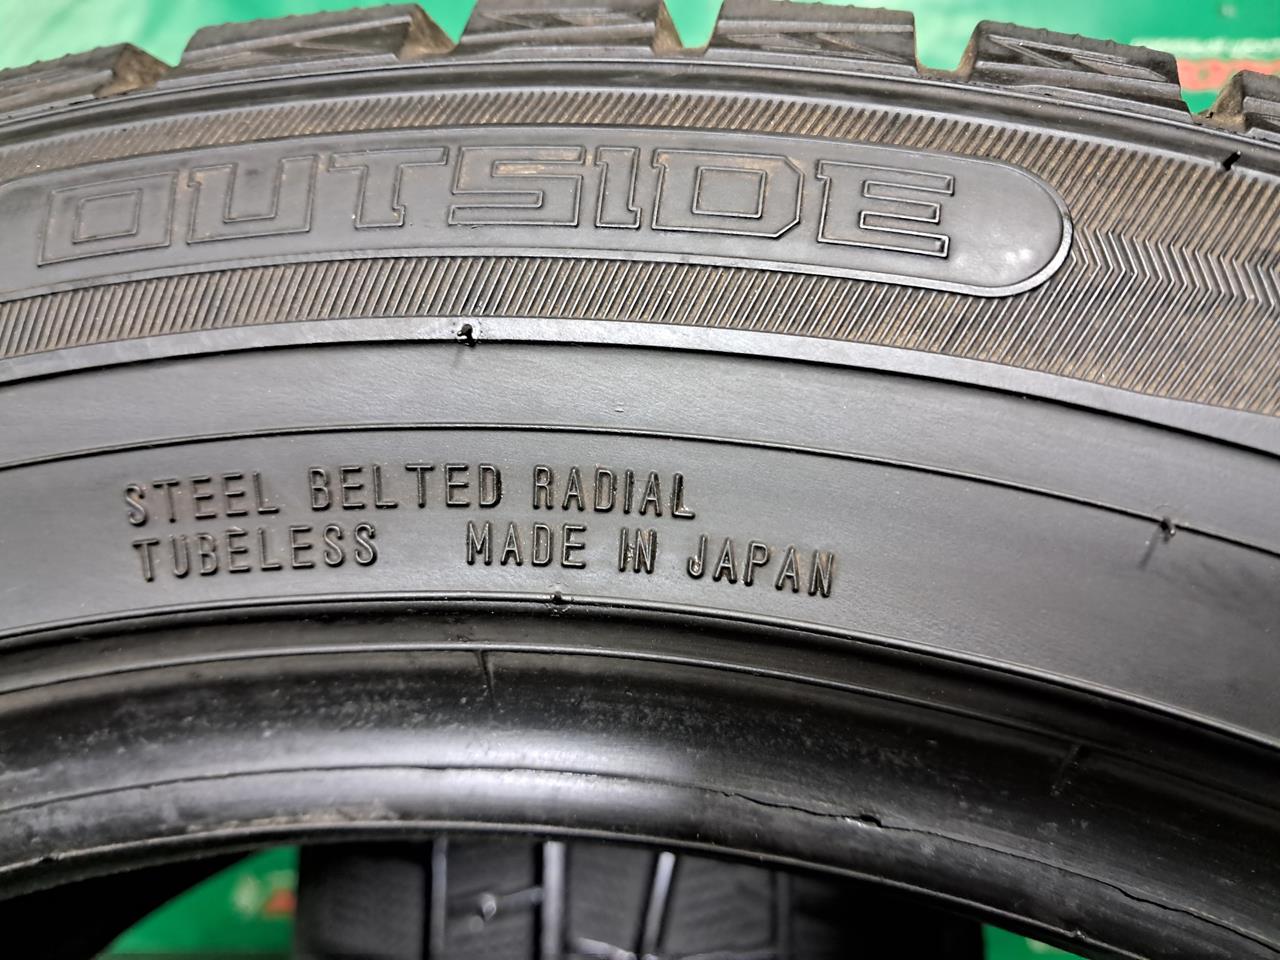 OUTSIDE
STEEL BELTED RADIAL
TUBELESS MADE IN JAPAN